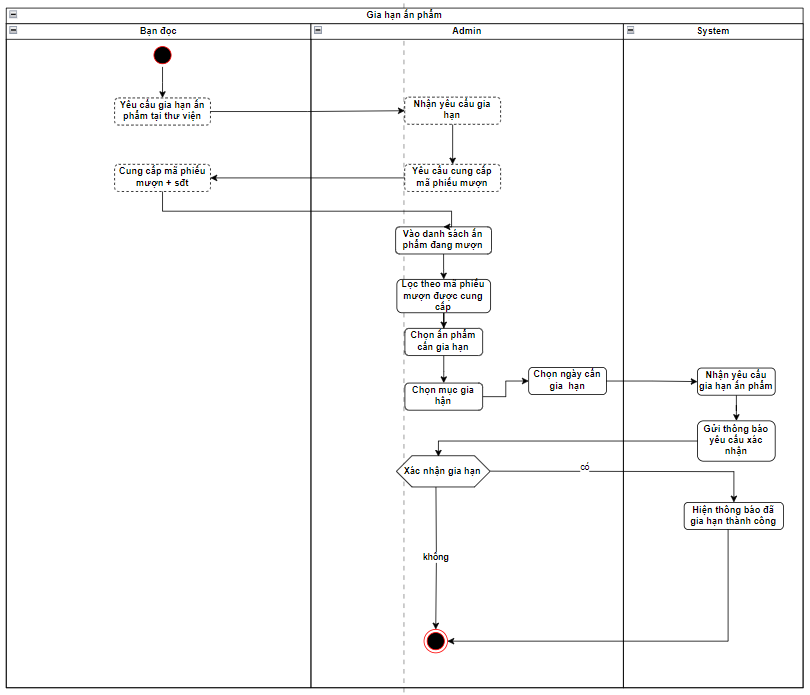 Gia hạn ấn phẩm
Bạn đọc
Admin
System
Yêu cầu gia hạn ấn
phẩm tại thư viện
Nhận yêu cầu gia
hạn
Cung cấp mã phiếu
mượn + sđt
Yêu cầu cung cấp
mã phiếu mượn
Vào danh sách ấn
phẩm đang mượn
Lọc theo mã phiếu
mượn được cung
cấp
Chọn ấn phẩm
cần gia hạn
Chọn mục gia
hận
Chọn ngày cần
gia hạn
Nhận yêu cầu
gia hạn ấn phẩm
Gửi thông báo
yêu cầu xác
nhận
Xác nhận gia hạn
có
Hiện thông báo đã
gia hạn thành công
không